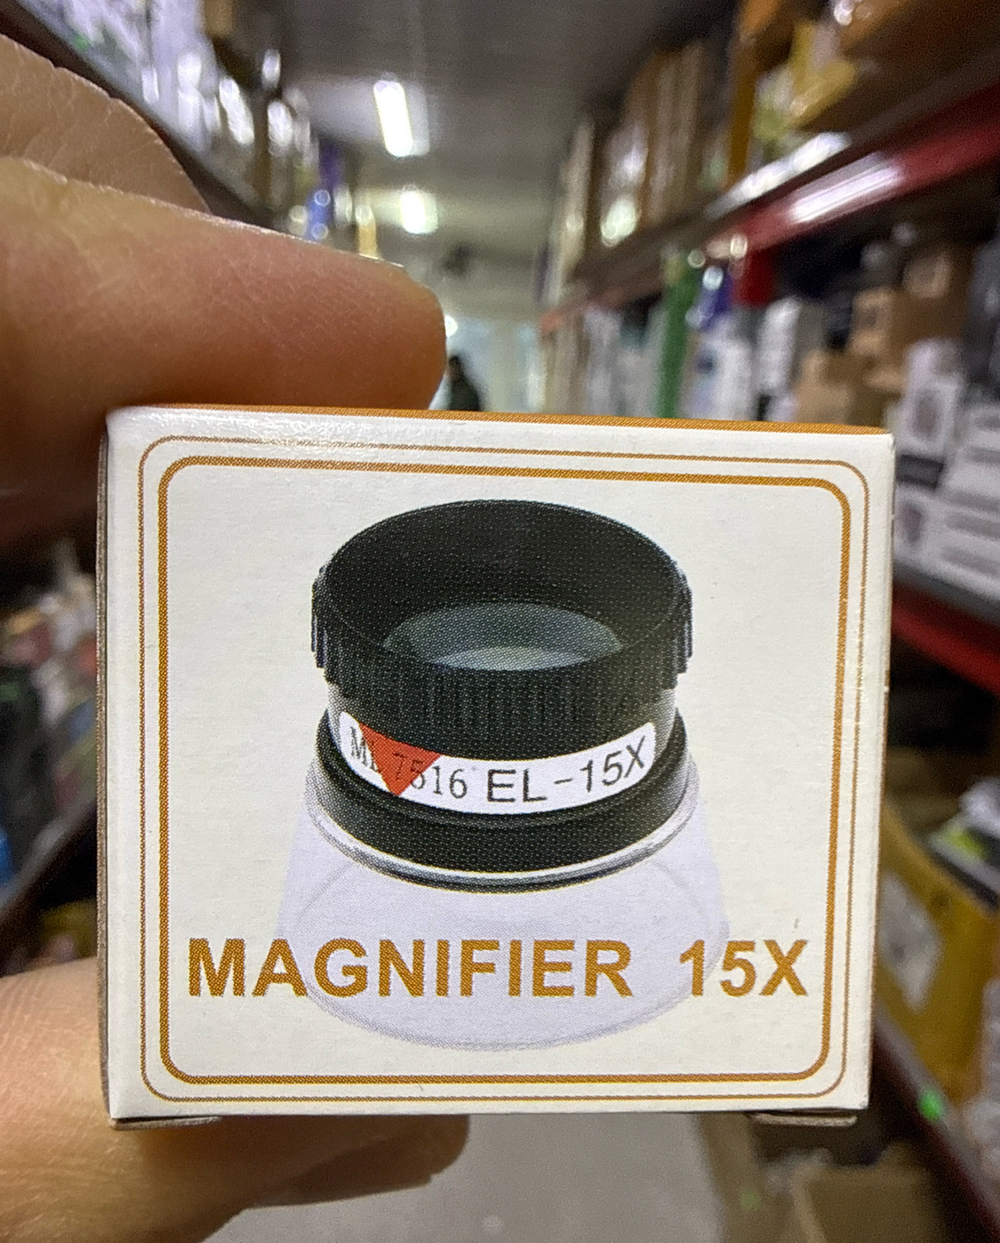 7516 EL-15X
MAGNIFIER 15X